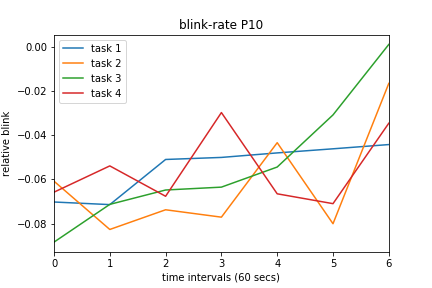 blink-rate P10
task 1
task 2
task 3
task 4
0.00
−0.02
−0.04
−0.06
−0.08
relative blink
0 1 2 3 4 5 6
time intervals (60 secs)